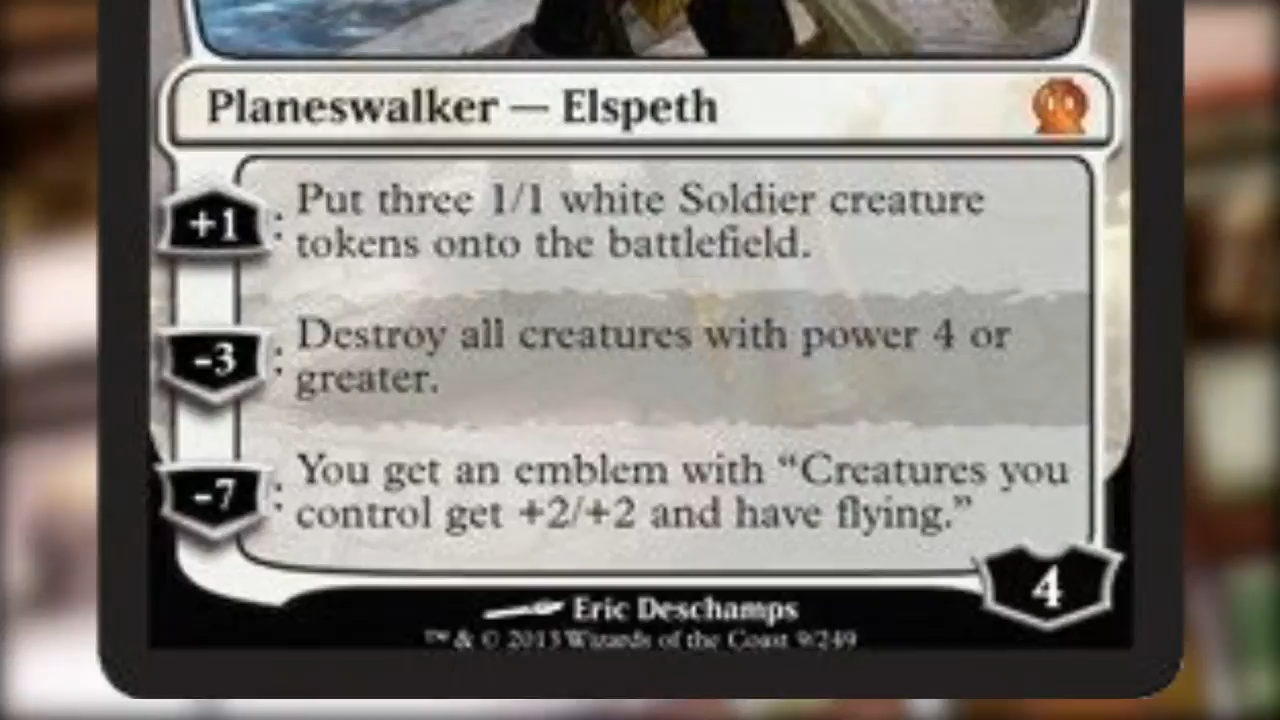 Planeswalker — Elspeth
+1 : Put three 1/1 white Soldier creature
tokens onto the battlefield.
-3 : Destroy all creatures with power 4 or
greater.
-7 : You get an emblem with “Creatures you
control get +2/+2 and have flying.”
4
Eric Deschamps
™ & © 2013 Wizards of the Coast 9/249